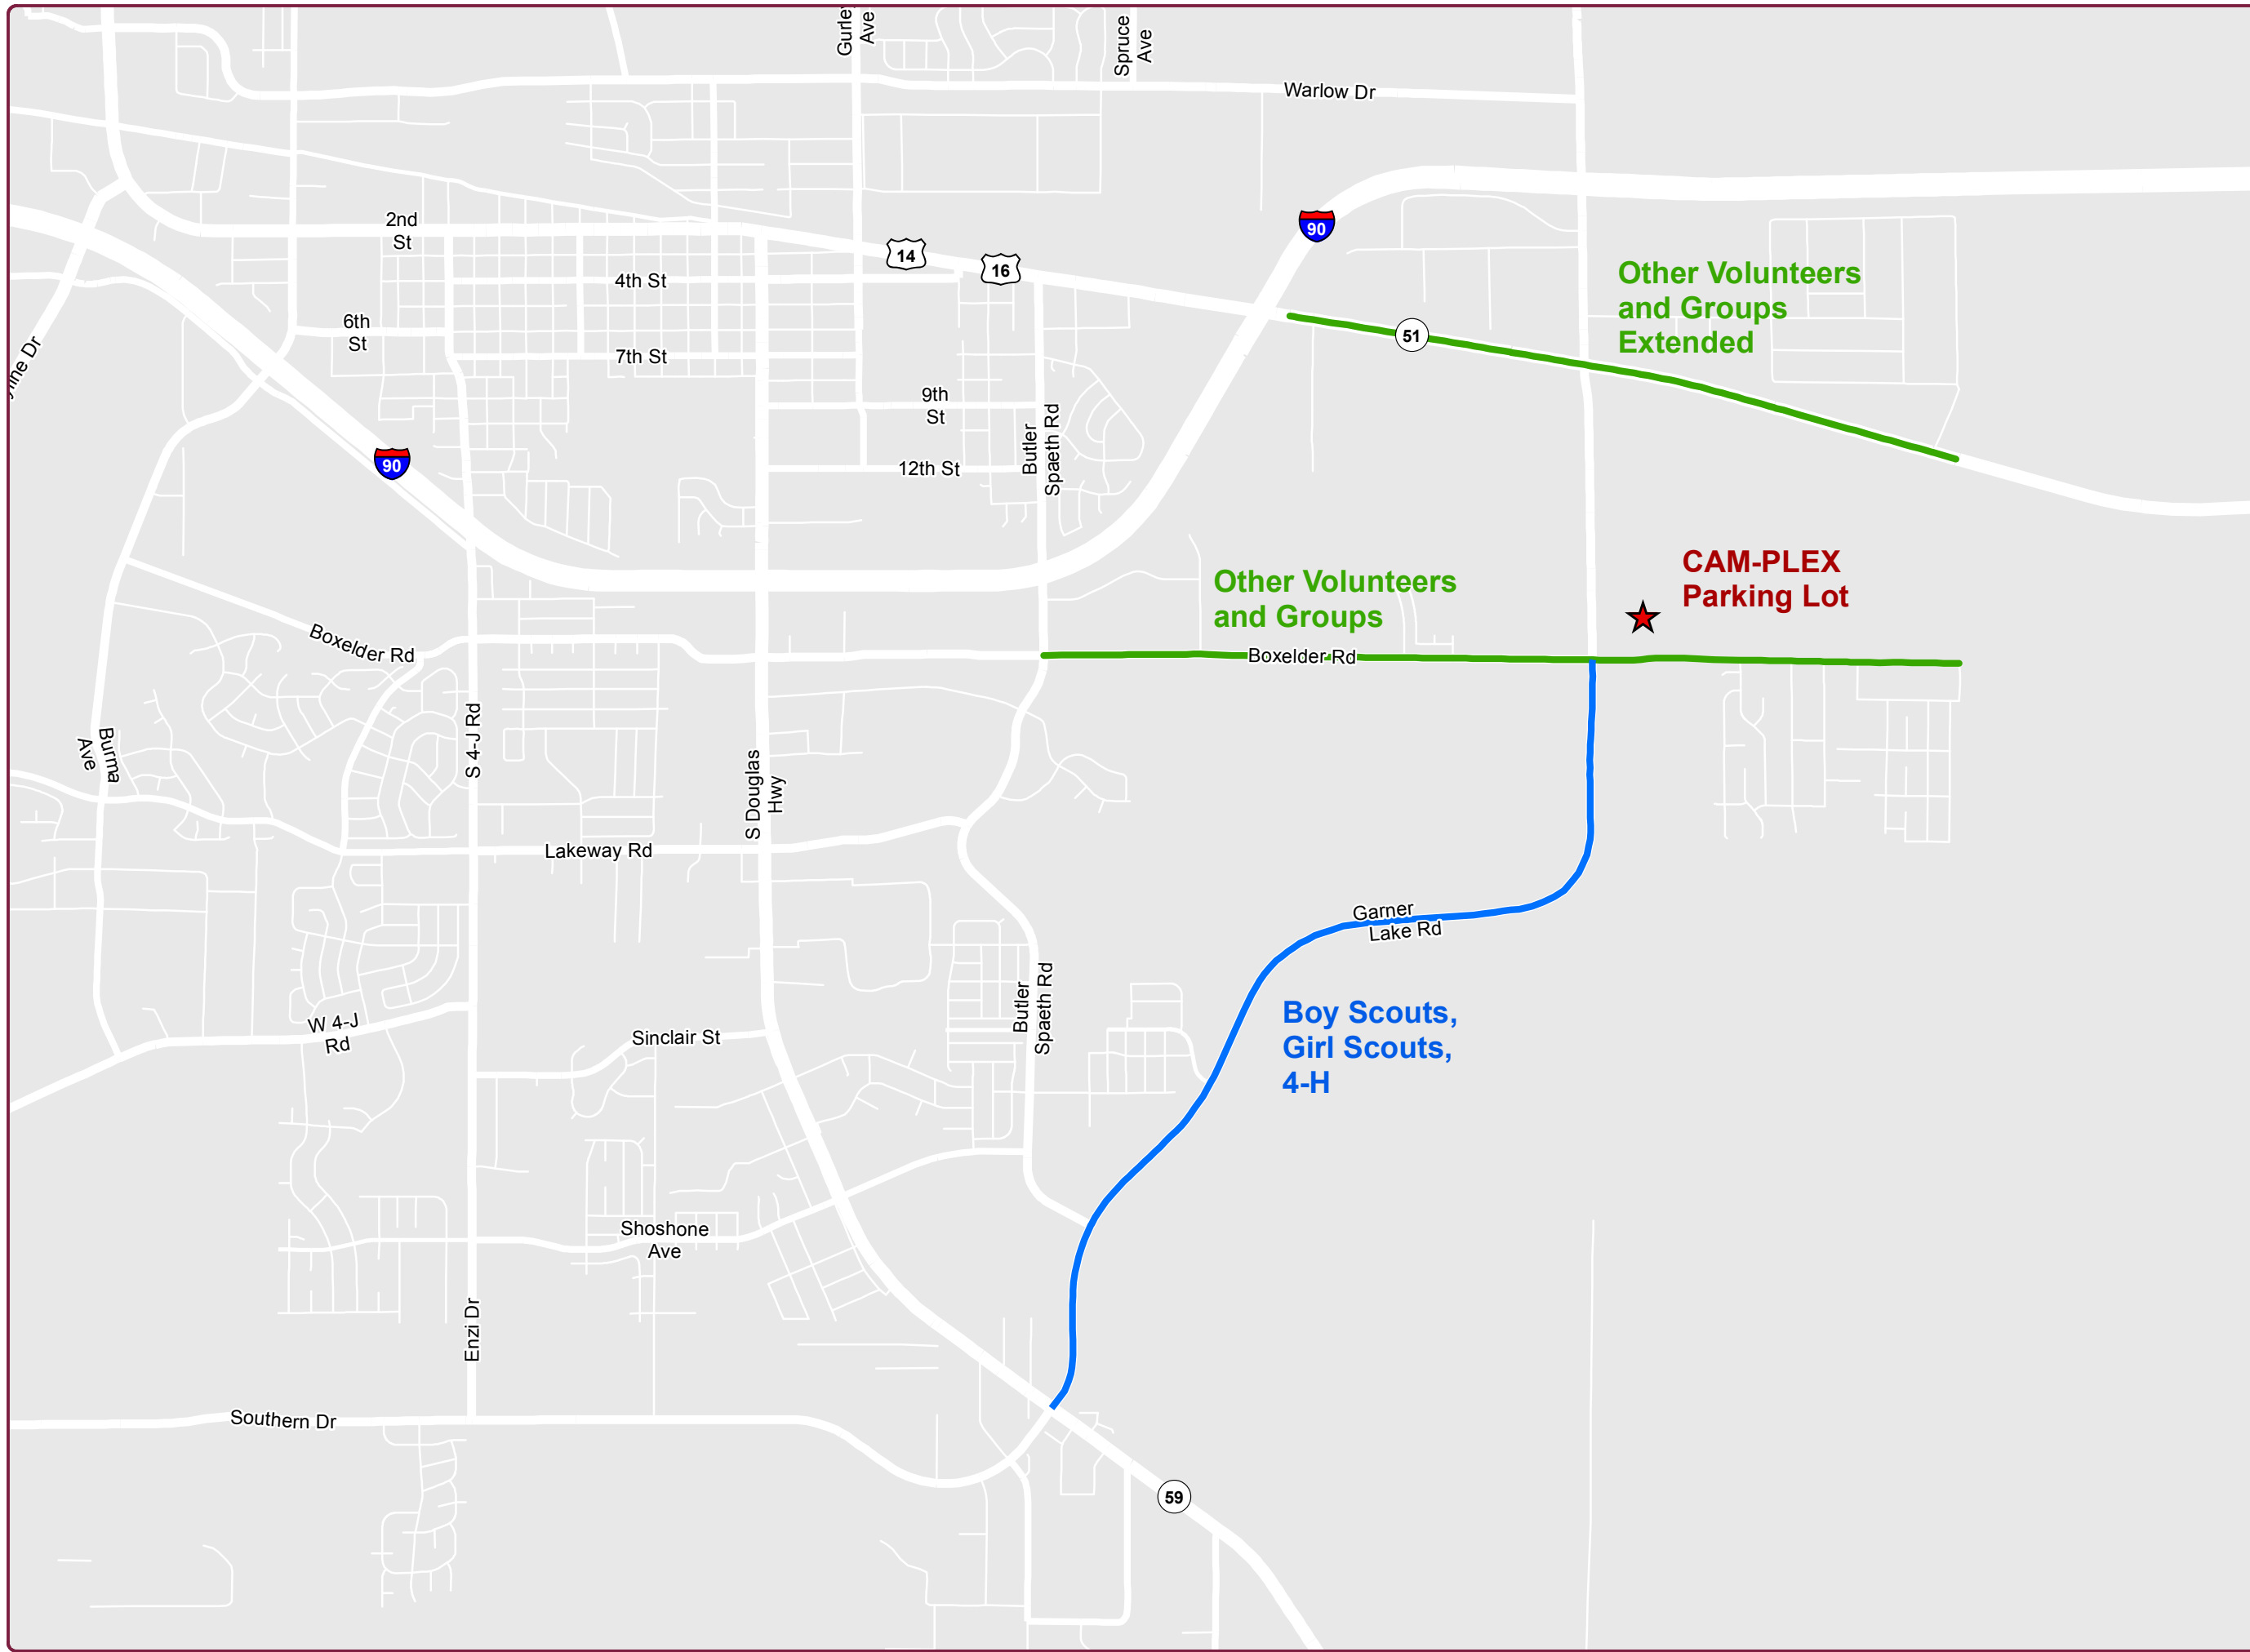 Gurley
Ave
Spruce
Ave
Warlow Dr
2nd
St
14
16
90
4th St
Other Volunteers
and Groups
Extended
6th
St
51
7th St
9th
St
Butler
Spaeth Rd
90
12th St
CAM-PLEX
Parking Lot
Other Volunteers
and Groups
Boxelder Rd
Boxelder Rd
S 4-J Rd
Burma
Ave
S Douglas
Hwy
Lakeway Rd
Garner
Lake Rd
Butler
Spaeth Rd
Boy Scouts,
Girl Scouts,
4-H
W 4-J
Rd
Sinclair St
Shoshone
Ave
Enzi Dr
Southern Dr
59